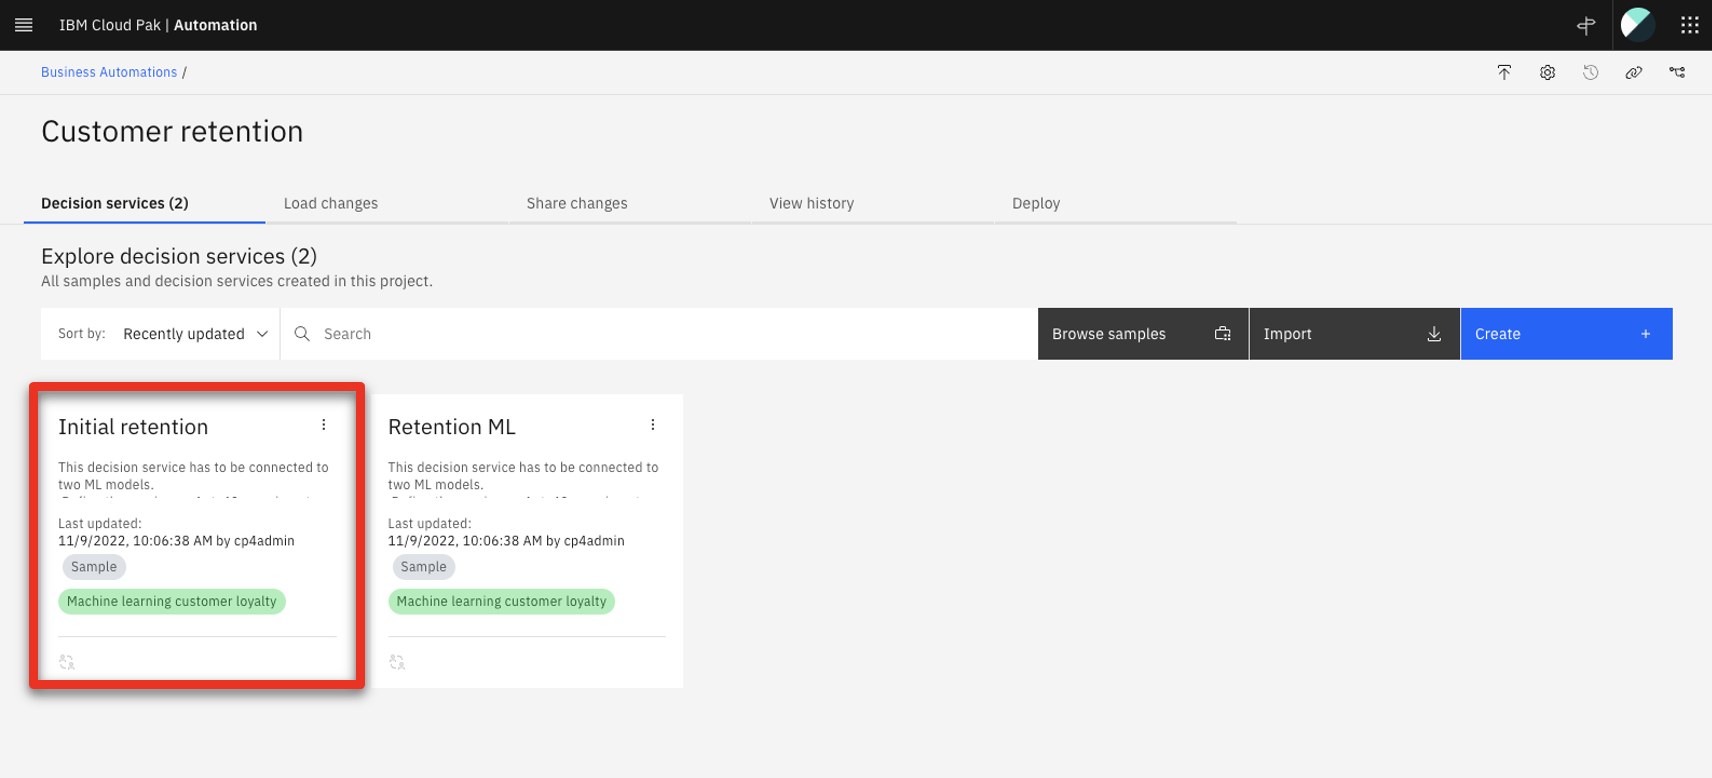 IBM Cloud Pak | Automation
Business Automations /
Customer retention
Decision services (2)
Load changes
Share changes
View history
Deploy
Explore decision services (2)
All samples and decision services created in this project.
Sort by: Recently updated
Search
Browse samples
Import
Create
Initial retention
This decision service has to be connected to
two ML models.
Last updated:
11/9/2022, 10:06:38 AM by cp4admin
Sample
Machine learning customer loyalty
Retention ML
This decision service has to be connected to
two ML models.
Last updated:
11/9/2022, 10:06:38 AM by cp4admin
Sample
Machine learning customer loyalty